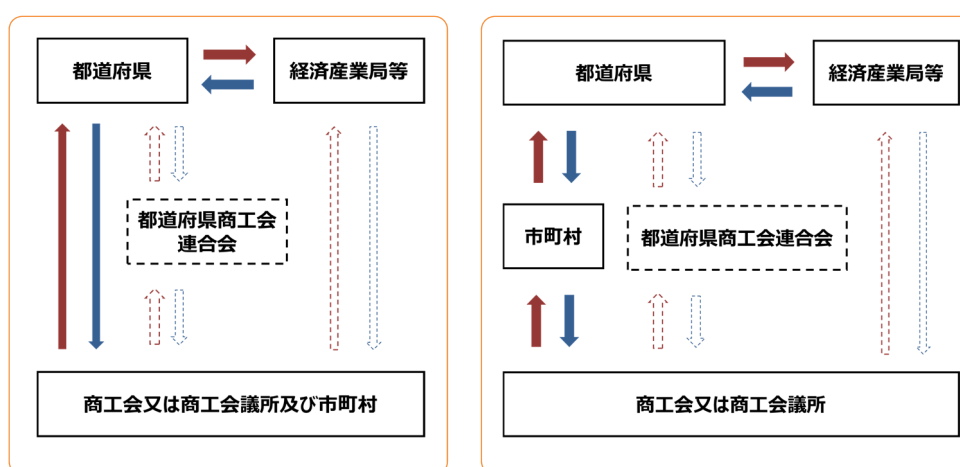 都道府県
経済産業局等
都道府県商工会
連合会
商工会又は商工会議所及び市町村
都道府県
経済産業局等
市町村
都道府県商工会連合会
商工会又は商工会議所